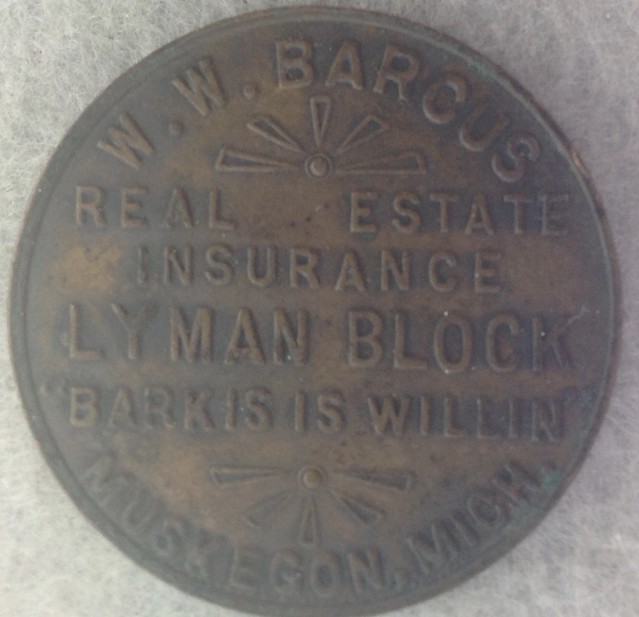 W. W. BARCUS
REAL ESTATE
INSURANCE
LYMAN BLOCK
"BARKIS IS WILLIN"
MUSKEGON, MICH.